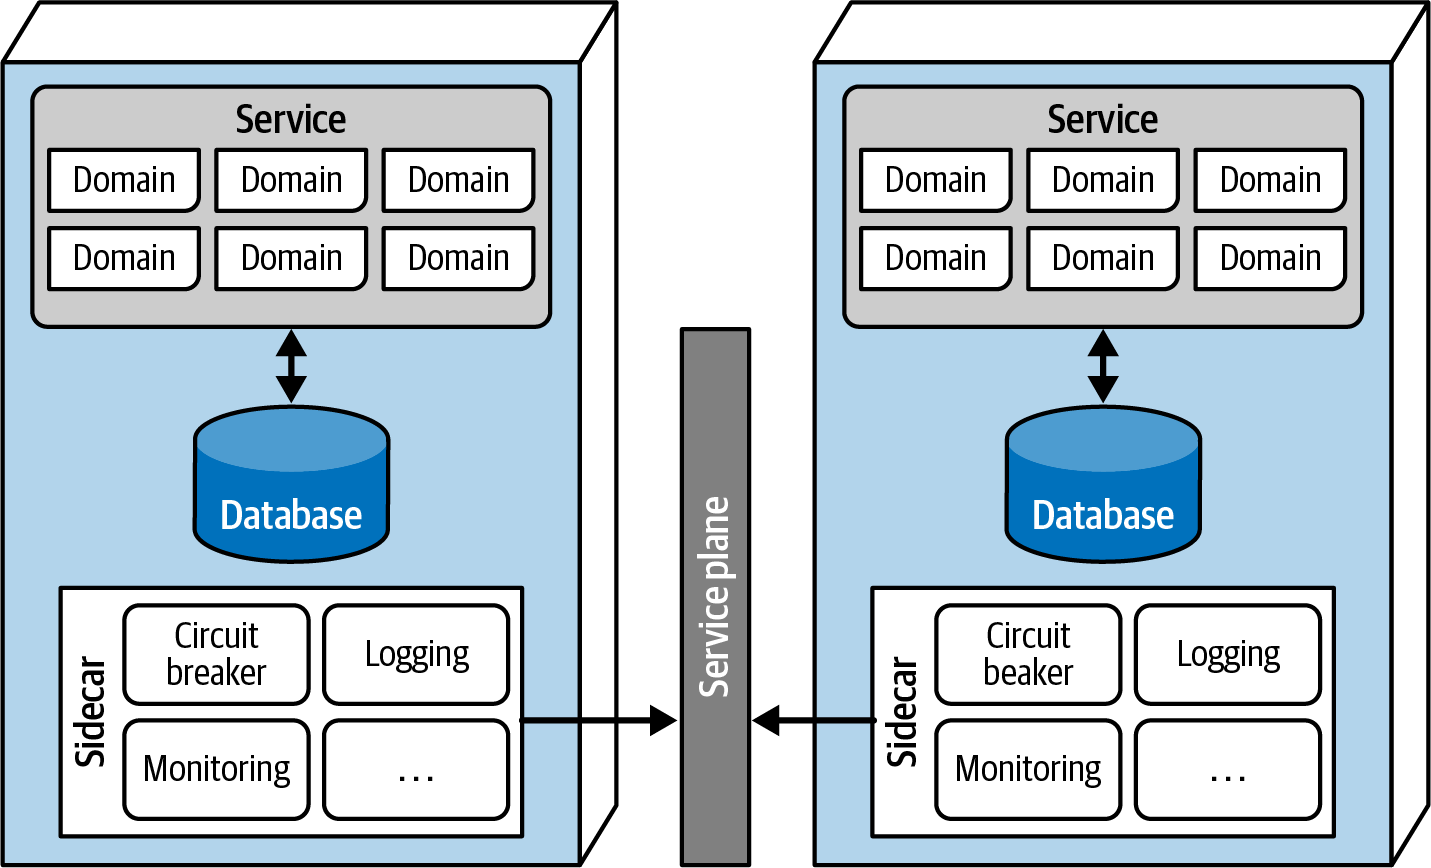 Service
Domain Domain Domain
Domain Domain Domain
Database
Sidecar
Circuit
breaker
Logging
Monitoring
...
Service plane
Service
Domain Domain Domain
Domain Domain Domain
Database
Sidecar
Circuit
beaker
Logging
Monitoring
...